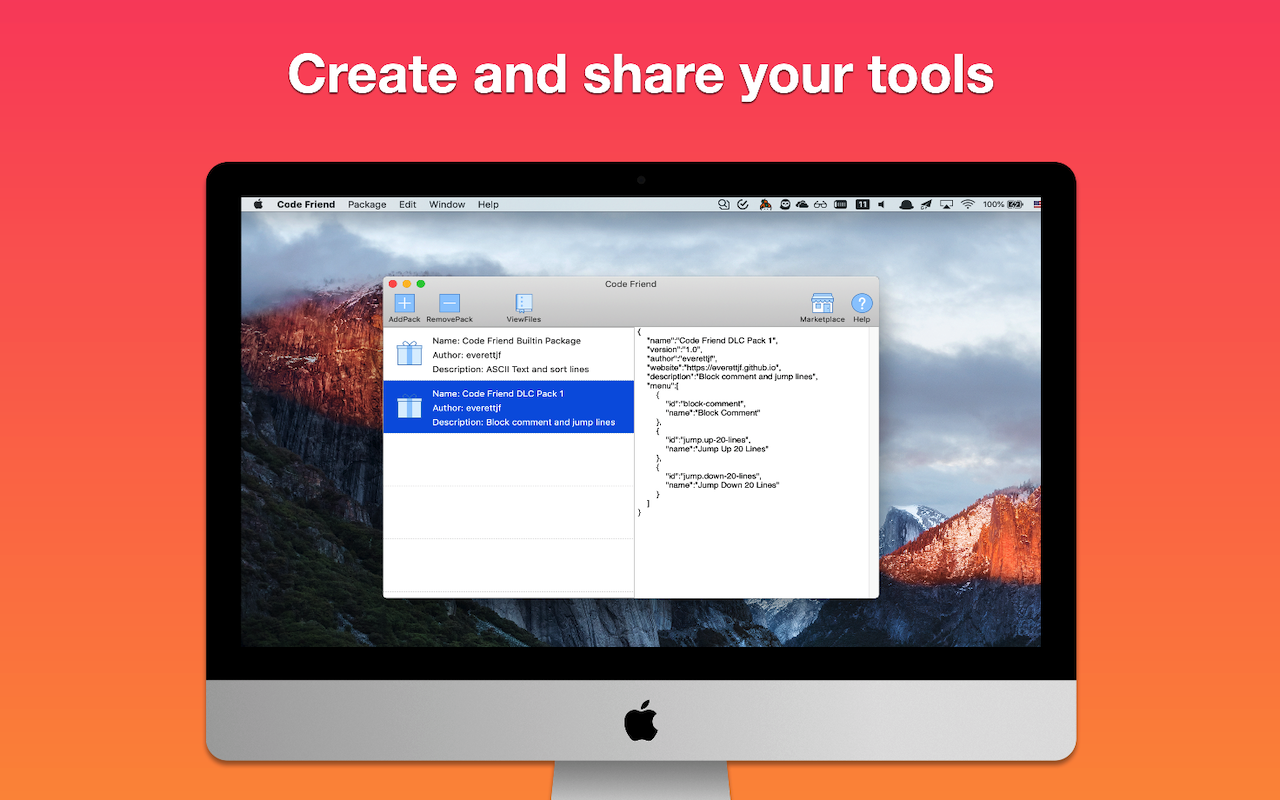 Create and share your tools
Code Friend Package Edit Window Help
11 100%
Code Friend
AddPack RemovePack ViewFiles Marketplace Help
Name: Code Friend Builtin Package
Author: everettjf
Description: ASCII Text and sort lines
Name: Code Friend DLC Pack 1
Author: everettjf
Description: Block comment and jump lines
{
"name":"Code Friend DLC Pack 1",
"version":"1.0",
"author":"everettjf",
"website":"https://everettjf.github.io",
"description":"Block comment and jump lines",
"menu":[
{
"id":"block-comment",
"name":"Block Comment"
},
{
"id":"jump.up-20-lines",
"name":"Jump Up 20 Lines"
},
{
"id":"jump.down-20-lines",
"name":"Jump Down 20 Lines"
}
]
}